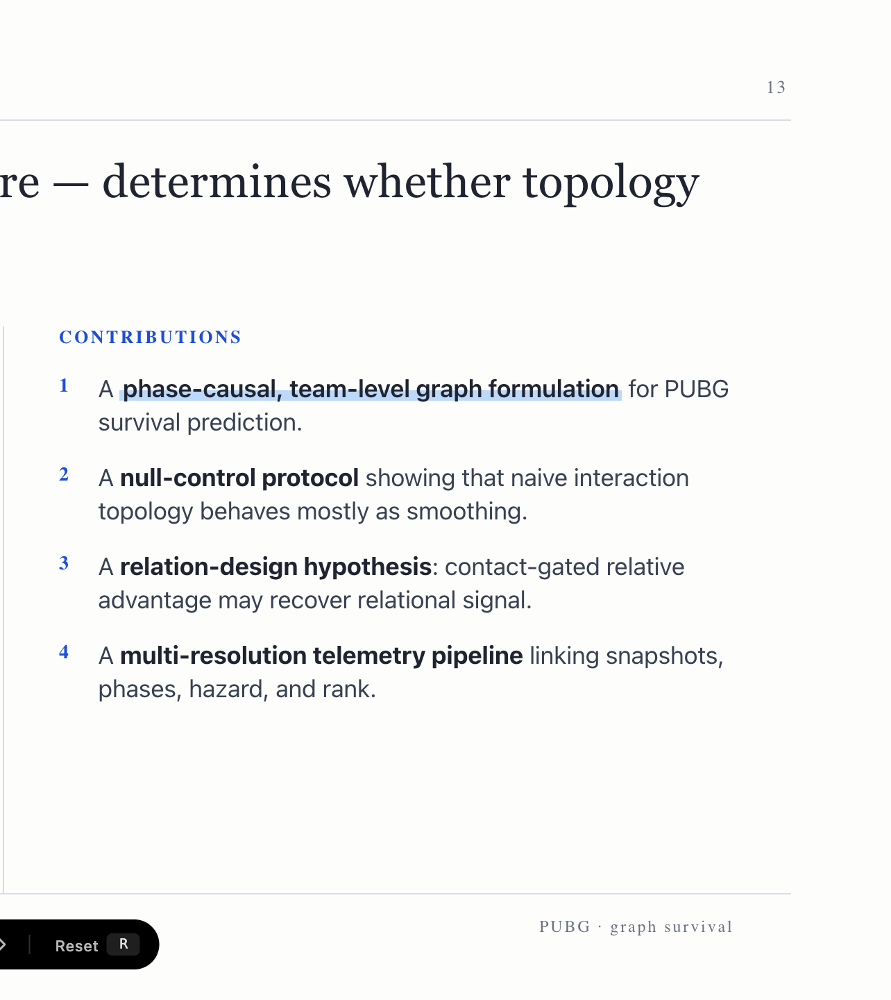 13
re — determines whether topology
CONTRIBUTIONS
1 A phase-causal, team-level graph formulation for PUBG
survival prediction.
2 A null-control protocol showing that naive interaction
topology behaves mostly as smoothing.
3 A relation-design hypothesis: contact-gated relative
advantage may recover relational signal.
4 A multi-resolution telemetry pipeline linking snapshots,
phases, hazard, and rank.
PUBG · graph survival
Reset R